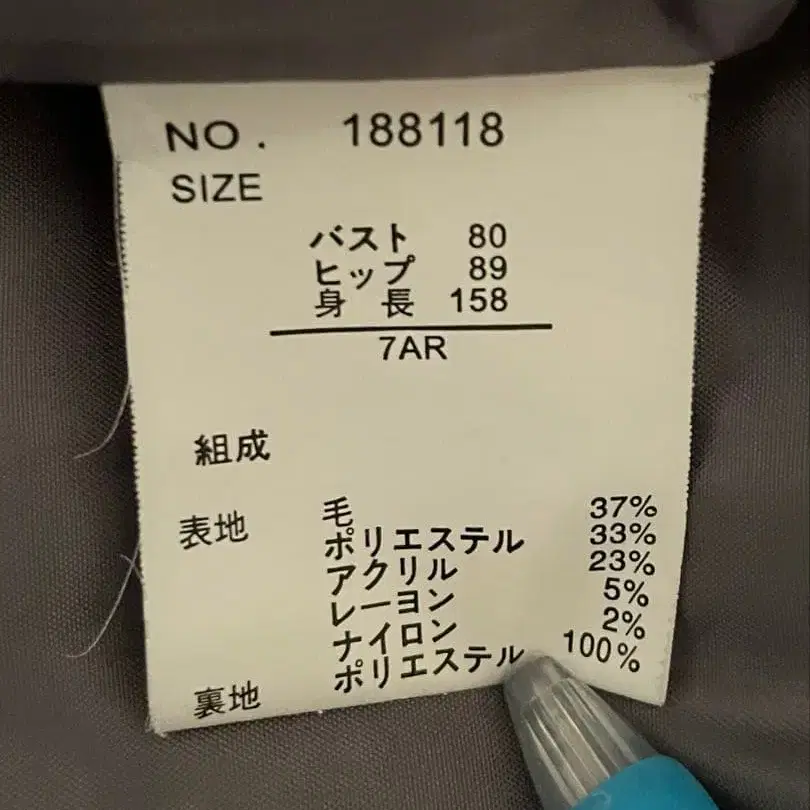 NO. 188118
SIZE
バスト 80
ヒップ 89
身長 158
7AR
組成
表地 毛 37%
ポリエステル 33%
アクリル 23%
レーヨン 5%
ナイロン 2%
裏地 ポリエステル 100%